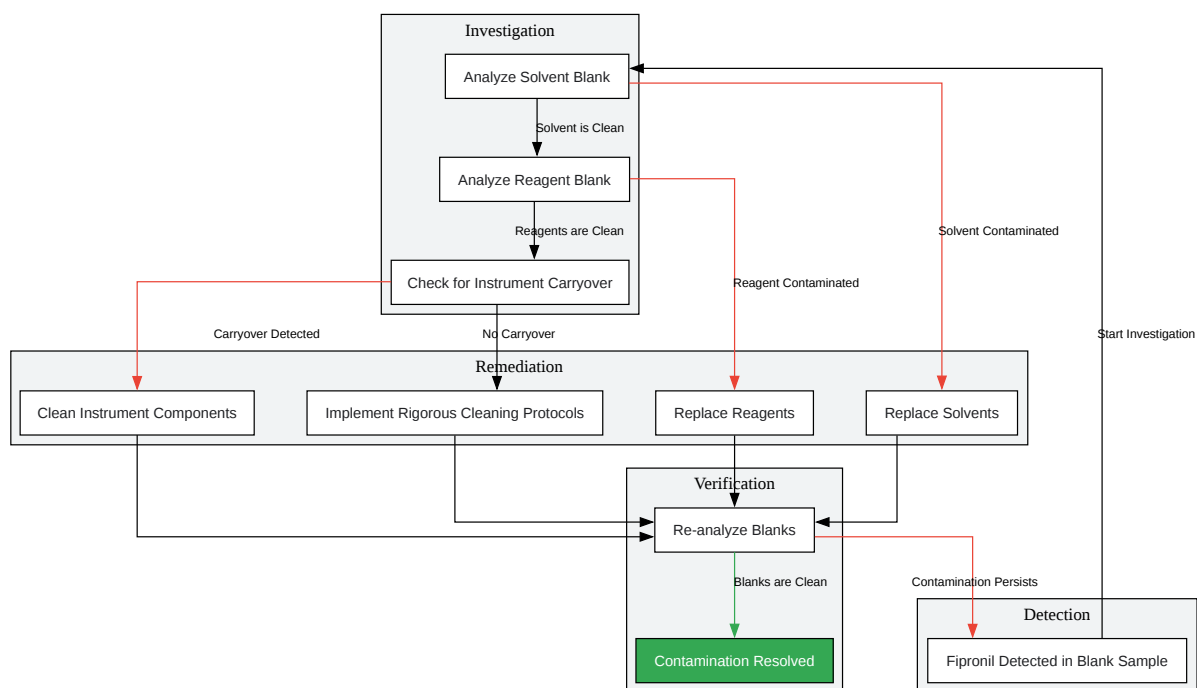 Investigation
Analyze Solvent Blank
Solvent is Clean
Analyze Reagent Blank
Reagents are Clean
Solvent Contaminated
Check for Instrument Carryover
Reagent Contaminated
Carryover Detected
No Carryover
Start Investigation
Remediation
Clean Instrument Components
Implement Rigorous Cleaning Protocols
Replace Reagents
Replace Solvents
Verification
Re-analyze Blanks
Blanks are Clean
Contamination Persists
Detection
Contamination Resolved
Fipronil Detected in Blank Sample